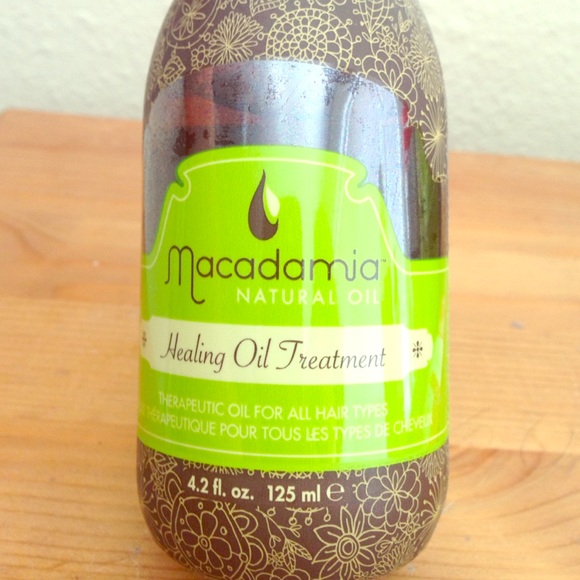 Macadamia™
NATURAL OIL
Healing Oil Treatment
THERAPEUTIC OIL FOR ALL HAIR TYPES
THÉRAPEUTIQUE POUR TOUS LES TYPES DE CHEVEUX
4.2 fl. oz. 125 ml ℮